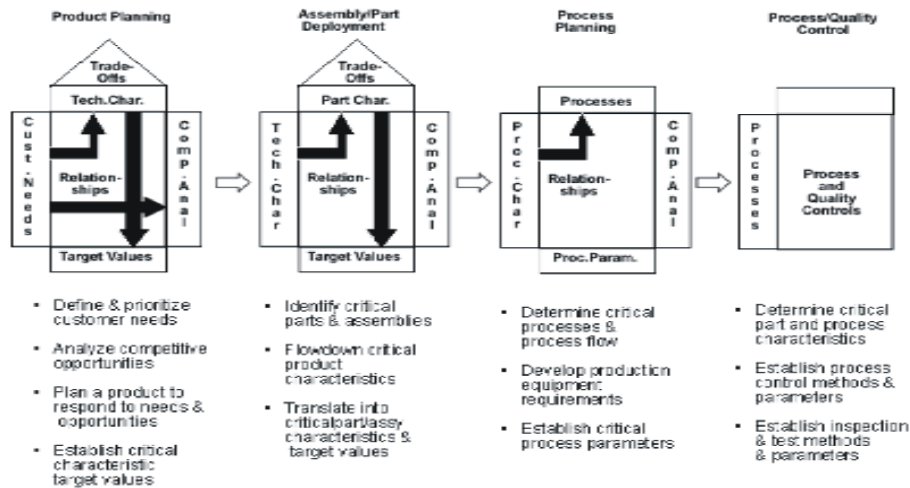 Product Planning
Trade-
Offs
Tech.Char.
Cust.Needs
Relation-
ships
Comp.Anal
Target Values
▪ Define & prioritize
customer needs
▪ Analyze competitive
opportunities
▪ Plan a product to
respond to needs &
opportunities
▪ Establish critical
characteristic
target values
Assembly/Part
Deployment
Trade-
Offs
Part Char.
Tech.Char
Relation-
ships
Comp.Anal
Target Values
▪ Identify critical
parts & assemblies
▪ Flowdown critical
product
characteristics
▪ Translate into
criticalpart/assy
characteristics &
target values
Process
Planning
Processes
Proc.Char
Relation-
ships
Comp.Anal
Proc.Param.
▪ Determine critical
processes &
process flow
▪ Develop production
equipment
requirements
▪ Establish critical
process parameters
Process/Quality
Control
Processes
Process
and
Quality
Controls
▪ Determine critical
part and process
characteristics
▪ Establish process
control methods &
parameters
▪ Establish inspection
& test methods
& parameters